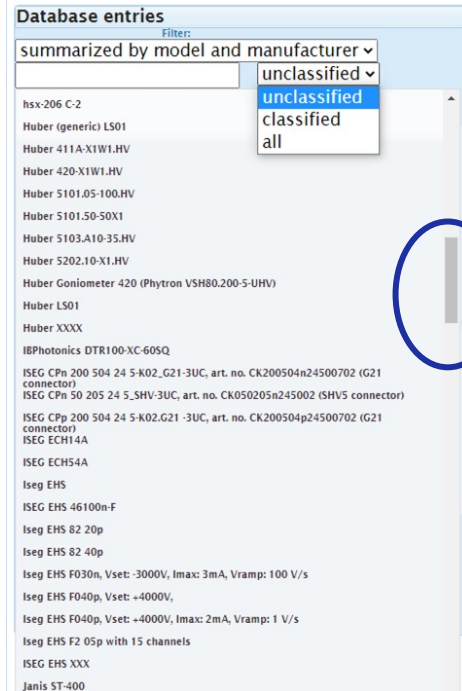 Database entries
Filter:
summarized by model and manufacturer
unclassified
unclassified
classified
all
hsx-206 C-2
Huber (generic) LS01
Huber 411A-X1W1.HV
Huber 420-X1W1.HV
Huber 5101.05-100.HV
Huber 5101.50-50X1
Huber 5103.A10-35.HV
Huber 5202.10-X1.HV
Huber Goniometer 420 (Phytron VSH80.200-5-UHV)
Huber LS01
Huber XXXX
IBPhotonics DTR100-XC-60SQ
ISEG CPn 200 504 24 5-K02_G21-3UC, art. no. CK200504n24500702 (G21
connector)
ISEG CPn 50 205 24 5_SHV-3UC, art. no. CK050205n245002 (SHV5 connector)
ISEG CPp 200 504 24 5-K02.G21 -3UC, art. no. CK200504p24500702 (G21
connector)
ISEG ECH14A
ISEG ECH54A
Iseg EHS
ISEG EHS 46100n-F
Iseg EHS 82 20p
Iseg EHS 82 40p
Iseg EHS F030n, Vset: -3000V, Imax: 3mA, Vramp: 100 V/s
Iseg EHS F040p, Vset: +4000V,
Iseg EHS F040p, Vset: +4000V, Imax: 2mA, Vramp: 1 V/s
Iseg EHS F2 05p with 15 channels
ISEG EHS XXX
Janis ST-400